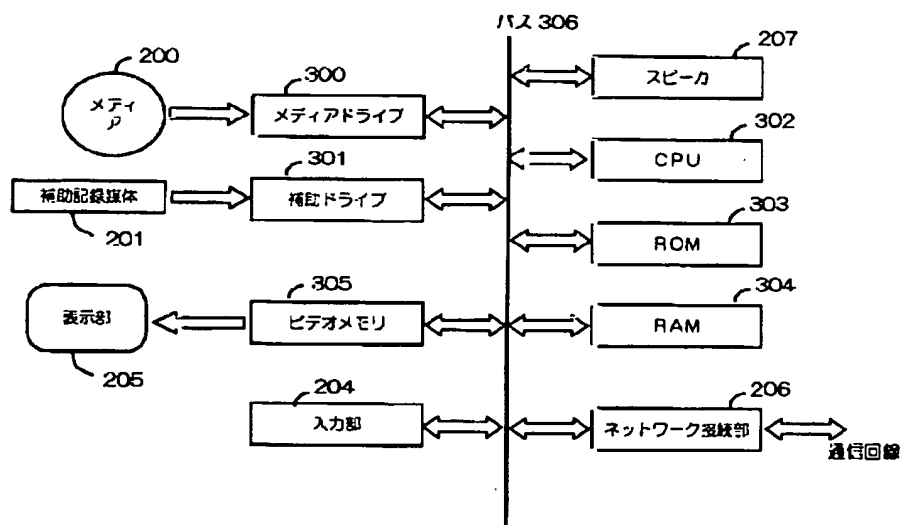 バス 306
200
メディ
ア
300
メディアドライブ
207
スピーカ
302
CPU
補助記録媒体
201
301
補助ドライブ
303
ROM
表示部
205
305
ビデオメモリ
304
RAM
204
入力部
206
ネットワーク接続部
通信回線